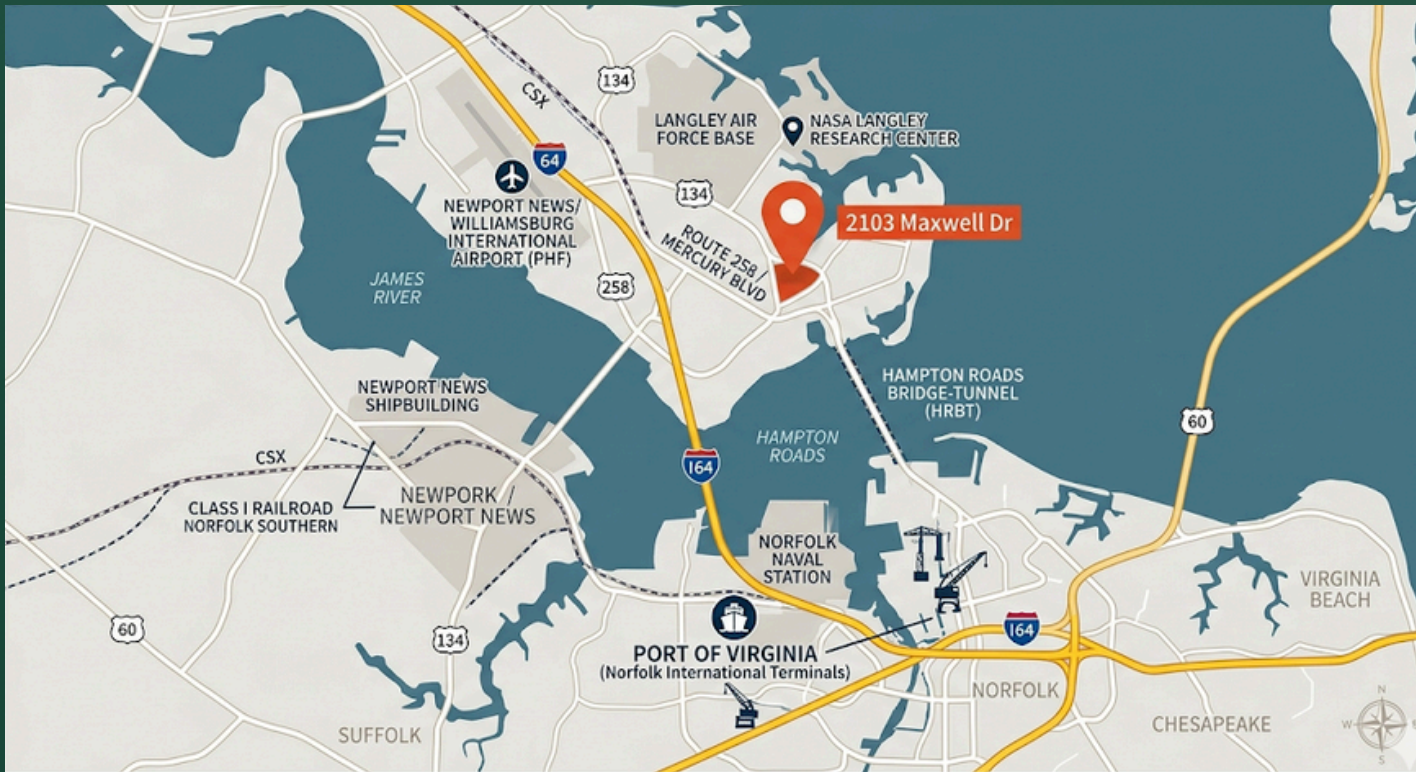 134
CSX
LANGLEY AIR
FORCE BASE
NASA LANGLEY
RESEARCH CENTER
64
134
NEWPORT NEWS/
WILLIAMSBURG
INTERNATIONAL
AIRPORT (PHF)
2103 Maxwell Dr
ROUTE 258 /
MERCURY BLVD
JAMES
RIVER
258
NEWPORT NEWS
SHIPBUILDING
HAMPTON ROADS
BRIDGE-TUNNEL
(HRBT)
60
HAMPTON
ROADS
CSX
164
CLASS I RAILROAD
NORFOLK SOUTHERN
NEWPORK /
NEWPORT NEWS
NORFOLK
NAVAL
STATION
VIRGINIA
BEACH
60
134
164
PORT OF VIRGINIA
(Norfolk International Terminals)
NORFOLK
SUFFOLK
CHESAPEAKE
N
W
S